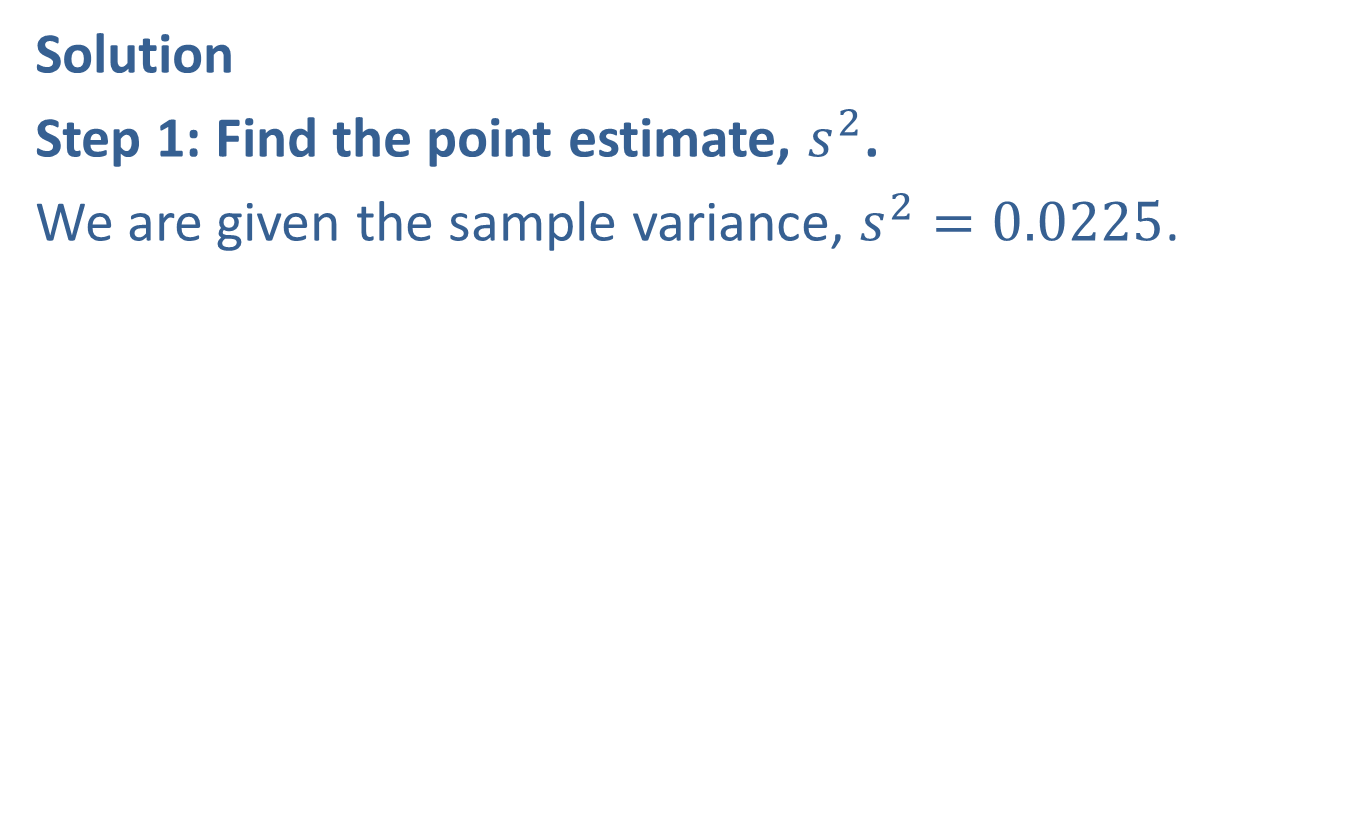 Solution
Step 1: Find the point estimate, 𝑠².
We are given the sample variance, 𝑠² = 0.0225.